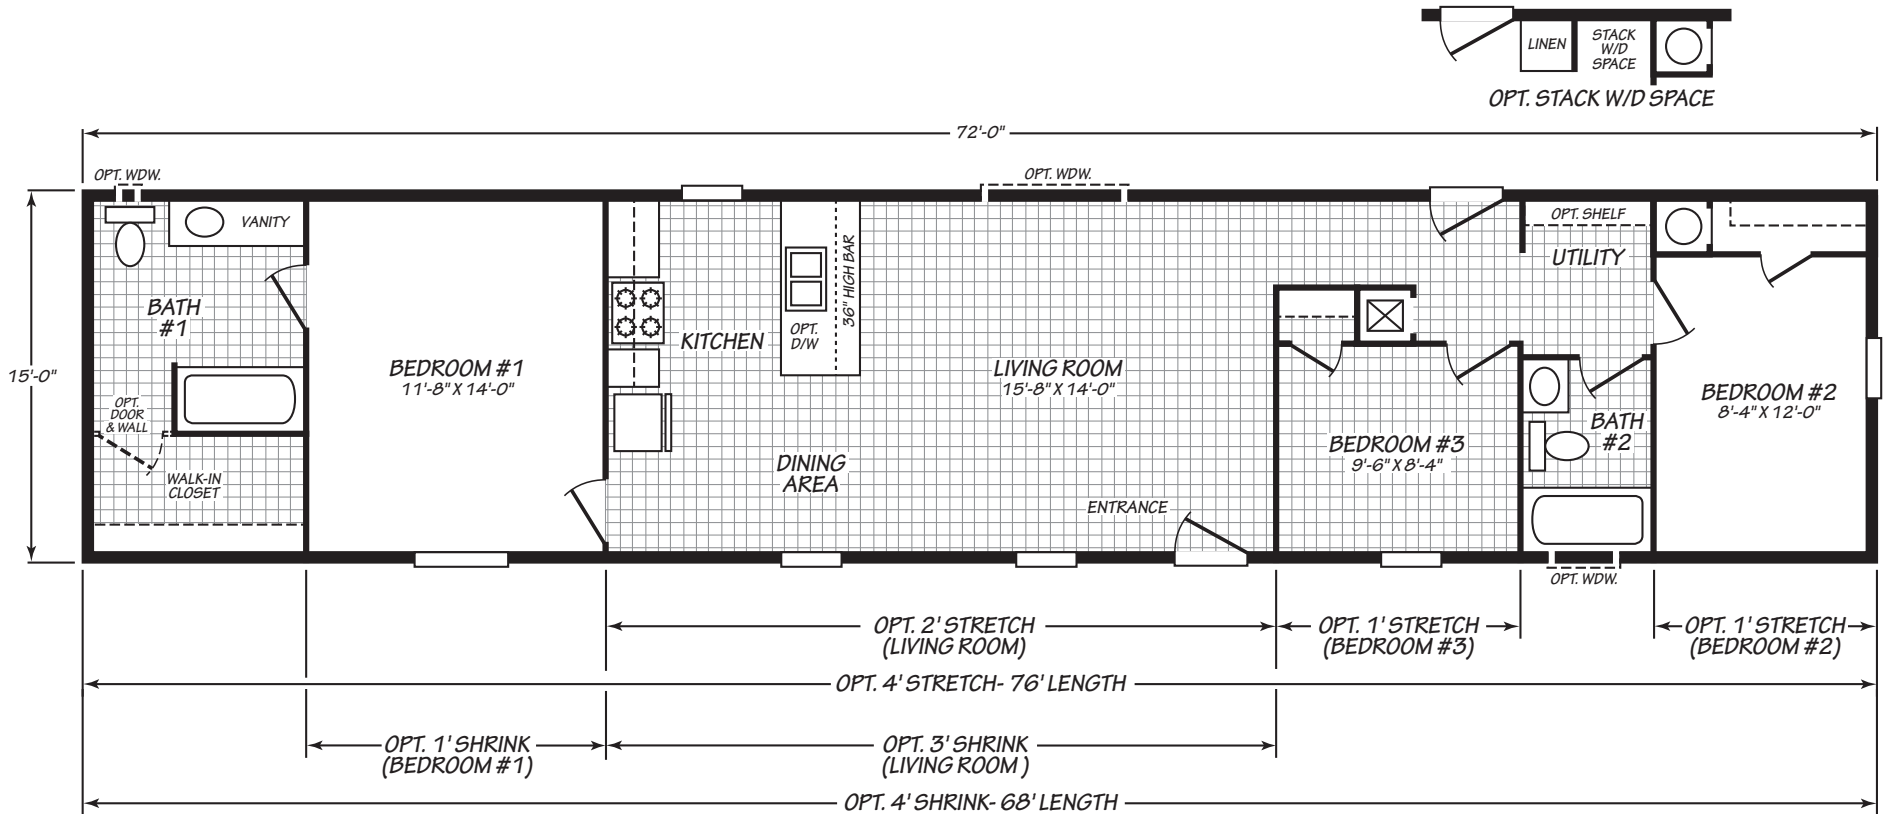 LINEN
STACK
W/D
SPACE
OPT. STACK W/D SPACE
72'-0"
OPT. WDW.
OPT. WDW.
15'-0"
VANITY
BATH
#1
OPT.
DOOR
& WALL
WALK-IN
CLOSET
BEDROOM #1
11'-8" X 14'-0"
KITCHEN
OPT.
D/W
36" HIGH BAR
DINING
AREA
LIVING ROOM
15'-8" X 14'-0"
ENTRANCE
OPT. SHELF
UTILITY
BEDROOM #3
9'-6" X 8'-4"
BATH
#2
BEDROOM #2
8'-4" X 12'-0"
OPT. WDW.
OPT. 2' STRETCH
(LIVING ROOM)
OPT. 1' STRETCH
(BEDROOM #3)
OPT. 1' STRETCH
(BEDROOM #2)
OPT. 4' STRETCH- 76' LENGTH
OPT. 1' SHRINK
(BEDROOM #1)
OPT. 3' SHRINK
(LIVING ROOM )
OPT. 4' SHRINK- 68' LENGTH